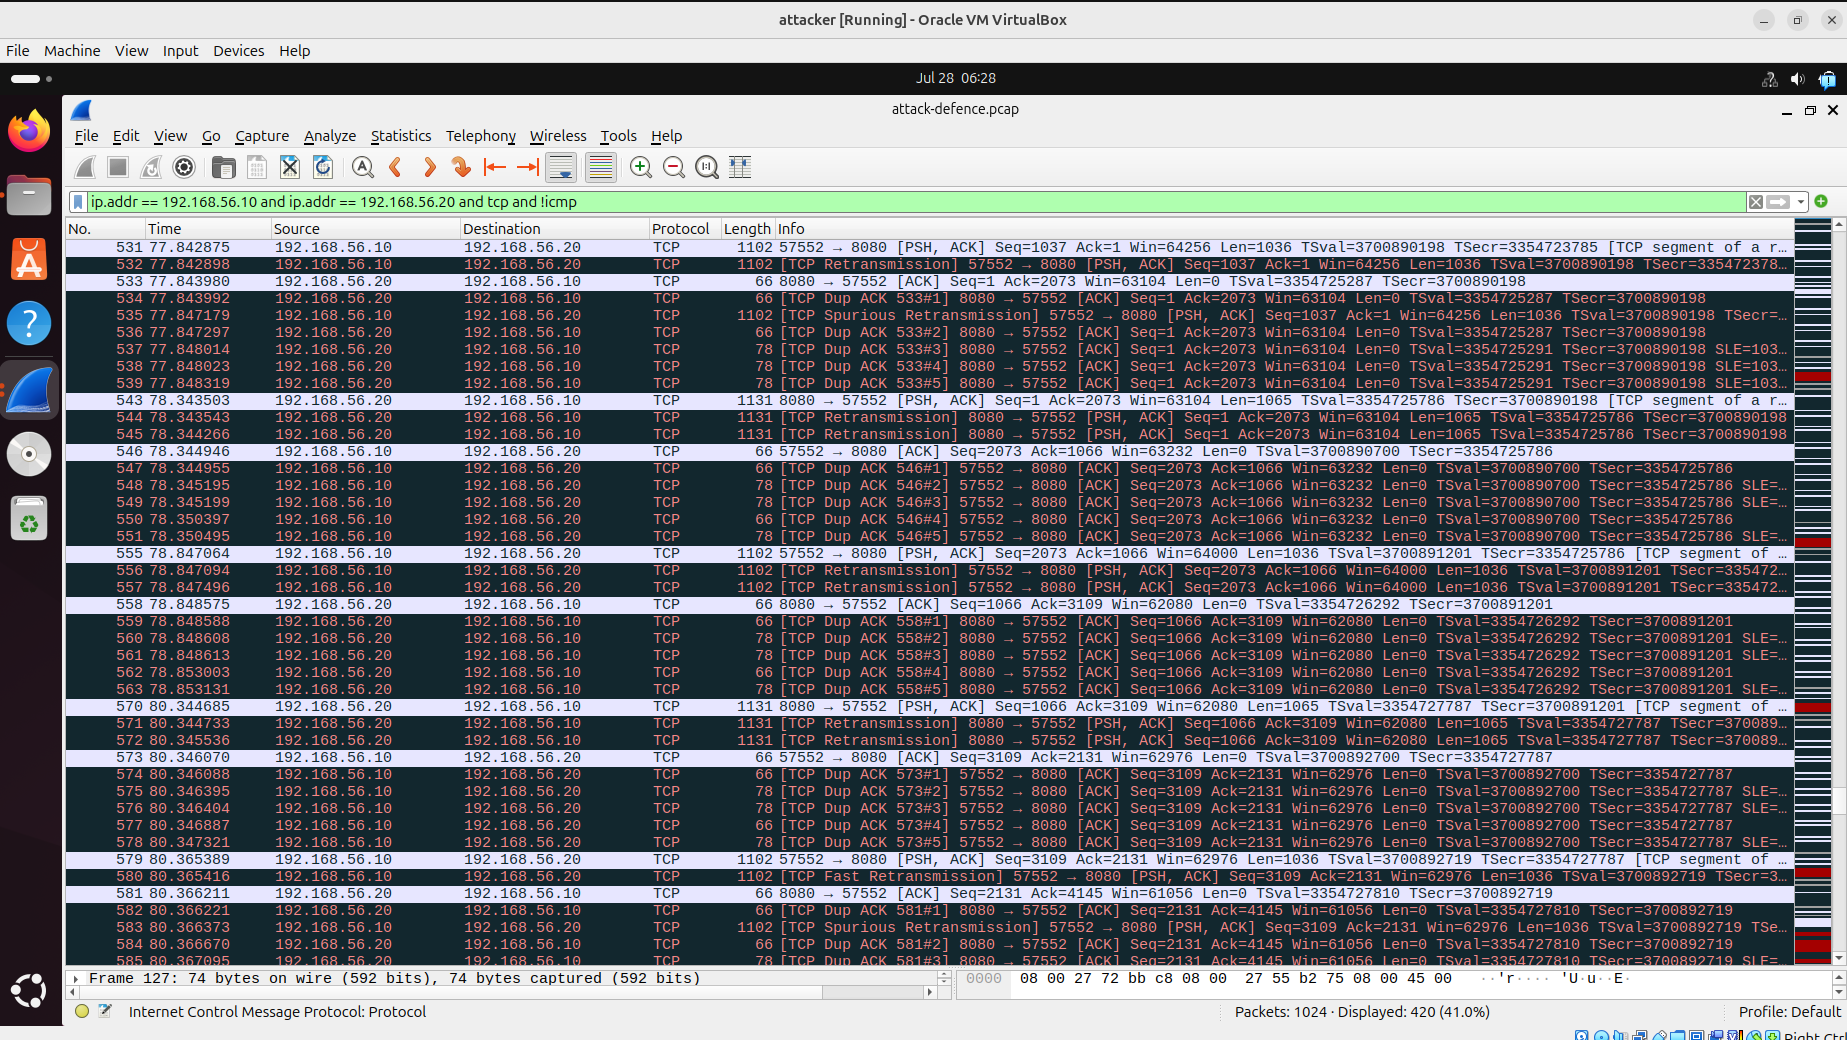 attacker [Running] - Oracle VM VirtualBox
File Machine View Input Devices Help
Jul 28 06:28
attack-defence.pcap
File Edit View Go Capture Analyze Statistics Telephony Wireless Tools Help
ip.addr == 192.168.56.10 and ip.addr == 192.168.56.20 and tcp and !icmp
No. Time Source Destination Protocol Length Info
531 77.842875 192.168.56.10 192.168.56.20 TCP 1102 57552 → 8080 [PSH, ACK] Seq=1037 Ack=1 Win=64256 Len=1036 TSval=3700890198 TSecr=3354723785 [TCP segment of a r…
532 77.842898 192.168.56.10 192.168.56.20 TCP 1102 [TCP Retransmission] 57552 → 8080 [PSH, ACK] Seq=1037 Ack=1 Win=64256 Len=1036 TSval=3700890198 TSecr=335472378…
533 77.843980 192.168.56.20 192.168.56.10 TCP 66 8080 → 57552 [ACK] Seq=1 Ack=2073 Win=63104 Len=0 TSval=3354725287 TSecr=3700890198
534 77.843992 192.168.56.20 192.168.56.10 TCP 66 [TCP Dup ACK 533#1] 8080 → 57552 [ACK] Seq=1 Ack=2073 Win=63104 Len=0 TSval=3354725287 TSecr=3700890198
535 77.847179 192.168.56.10 192.168.56.20 TCP 1102 [TCP Spurious Retransmission] 57552 → 8080 [PSH, ACK] Seq=1037 Ack=1 Win=64256 Len=1036 TSval=3700890198 TSecr=…
536 77.847297 192.168.56.20 192.168.56.10 TCP 66 [TCP Dup ACK 533#2] 8080 → 57552 [ACK] Seq=1 Ack=2073 Win=63104 Len=0 TSval=3354725287 TSecr=3700890198
537 77.848014 192.168.56.20 192.168.56.10 TCP 78 [TCP Dup ACK 533#3] 8080 → 57552 [ACK] Seq=1 Ack=2073 Win=63104 Len=0 TSval=3354725291 TSecr=3700890198 SLE=103…
538 77.848023 192.168.56.20 192.168.56.10 TCP 78 [TCP Dup ACK 533#4] 8080 → 57552 [ACK] Seq=1 Ack=2073 Win=63104 Len=0 TSval=3354725291 TSecr=3700890198 SLE=103…
539 77.848319 192.168.56.20 192.168.56.10 TCP 78 [TCP Dup ACK 533#5] 8080 → 57552 [ACK] Seq=1 Ack=2073 Win=63104 Len=0 TSval=3354725291 TSecr=3700890198 SLE=103…
543 78.343503 192.168.56.20 192.168.56.10 TCP 1131 8080 → 57552 [PSH, ACK] Seq=1 Ack=2073 Win=63104 Len=1065 TSval=3354725786 TSecr=3700890198 [TCP segment of a r…
544 78.343543 192.168.56.20 192.168.56.10 TCP 1131 [TCP Retransmission] 8080 → 57552 [PSH, ACK] Seq=1 Ack=2073 Win=63104 Len=1065 TSval=3354725786 TSecr=3700890198
545 78.344266 192.168.56.20 192.168.56.10 TCP 1131 [TCP Retransmission] 8080 → 57552 [PSH, ACK] Seq=1 Ack=2073 Win=63104 Len=1065 TSval=3354725786 TSecr=3700890198
546 78.344946 192.168.56.10 192.168.56.20 TCP 66 57552 → 8080 [ACK] Seq=2073 Ack=1066 Win=63232 Len=0 TSval=3700890700 TSecr=3354725786
547 78.344955 192.168.56.10 192.168.56.20 TCP 66 [TCP Dup ACK 546#1] 57552 → 8080 [ACK] Seq=2073 Ack=1066 Win=63232 Len=0 TSval=3700890700 TSecr=3354725786
548 78.345195 192.168.56.10 192.168.56.20 TCP 78 [TCP Dup ACK 546#2] 57552 → 8080 [ACK] Seq=2073 Ack=1066 Win=63232 Len=0 TSval=3700890700 TSecr=3354725786 SLE=…
549 78.345199 192.168.56.10 192.168.56.20 TCP 78 [TCP Dup ACK 546#3] 57552 → 8080 [ACK] Seq=2073 Ack=1066 Win=63232 Len=0 TSval=3700890700 TSecr=3354725786 SLE=…
550 78.350397 192.168.56.10 192.168.56.20 TCP 66 [TCP Dup ACK 546#4] 57552 → 8080 [ACK] Seq=2073 Ack=1066 Win=63232 Len=0 TSval=3700890700 TSecr=3354725786
551 78.350495 192.168.56.10 192.168.56.20 TCP 78 [TCP Dup ACK 546#5] 57552 → 8080 [ACK] Seq=2073 Ack=1066 Win=63232 Len=0 TSval=3700890700 TSecr=3354725786 SLE=…
555 78.847064 192.168.56.10 192.168.56.20 TCP 1102 57552 → 8080 [PSH, ACK] Seq=2073 Ack=1066 Win=64000 Len=1036 TSval=3700891201 TSecr=3354725786 [TCP segment of …
556 78.847094 192.168.56.10 192.168.56.20 TCP 1102 [TCP Retransmission] 57552 → 8080 [PSH, ACK] Seq=2073 Ack=1066 Win=64000 Len=1036 TSval=3700891201 TSecr=335472…
557 78.847496 192.168.56.10 192.168.56.20 TCP 1102 [TCP Retransmission] 57552 → 8080 [PSH, ACK] Seq=2073 Ack=1066 Win=64000 Len=1036 TSval=3700891201 TSecr=335472…
558 78.848575 192.168.56.20 192.168.56.10 TCP 66 8080 → 57552 [ACK] Seq=1066 Ack=3109 Win=62080 Len=0 TSval=3354726292 TSecr=3700891201
559 78.848588 192.168.56.20 192.168.56.10 TCP 66 [TCP Dup ACK 558#1] 8080 → 57552 [ACK] Seq=1066 Ack=3109 Win=62080 Len=0 TSval=3354726292 TSecr=3700891201
560 78.848608 192.168.56.20 192.168.56.10 TCP 78 [TCP Dup ACK 558#2] 8080 → 57552 [ACK] Seq=1066 Ack=3109 Win=62080 Len=0 TSval=3354726292 TSecr=3700891201 SLE=…
561 78.848613 192.168.56.20 192.168.56.10 TCP 78 [TCP Dup ACK 558#3] 8080 → 57552 [ACK] Seq=1066 Ack=3109 Win=62080 Len=0 TSval=3354726292 TSecr=3700891201 SLE=…
562 78.853003 192.168.56.20 192.168.56.10 TCP 66 [TCP Dup ACK 558#4] 8080 → 57552 [ACK] Seq=1066 Ack=3109 Win=62080 Len=0 TSval=3354726292 TSecr=3700891201
563 78.853131 192.168.56.20 192.168.56.10 TCP 78 [TCP Dup ACK 558#5] 8080 → 57552 [ACK] Seq=1066 Ack=3109 Win=62080 Len=0 TSval=3354726292 TSecr=3700891201 SLE=…
570 80.344685 192.168.56.20 192.168.56.10 TCP 1131 8080 → 57552 [PSH, ACK] Seq=1066 Ack=3109 Win=62080 Len=1065 TSval=3354727787 TSecr=3700891201 [TCP segment of …
571 80.344733 192.168.56.20 192.168.56.10 TCP 1131 [TCP Retransmission] 8080 → 57552 [PSH, ACK] Seq=1066 Ack=3109 Win=62080 Len=1065 TSval=3354727787 TSecr=370089…
572 80.345536 192.168.56.20 192.168.56.10 TCP 1131 [TCP Retransmission] 8080 → 57552 [PSH, ACK] Seq=1066 Ack=3109 Win=62080 Len=1065 TSval=3354727787 TSecr=370089…
573 80.346070 192.168.56.10 192.168.56.20 TCP 66 57552 → 8080 [ACK] Seq=3109 Ack=2131 Win=62976 Len=0 TSval=3700892700 TSecr=3354727787
574 80.346088 192.168.56.10 192.168.56.20 TCP 66 [TCP Dup ACK 573#1] 57552 → 8080 [ACK] Seq=3109 Ack=2131 Win=62976 Len=0 TSval=3700892700 TSecr=3354727787
575 80.346395 192.168.56.10 192.168.56.20 TCP 78 [TCP Dup ACK 573#2] 57552 → 8080 [ACK] Seq=3109 Ack=2131 Win=62976 Len=0 TSval=3700892700 TSecr=3354727787 SLE=…
576 80.346404 192.168.56.10 192.168.56.20 TCP 78 [TCP Dup ACK 573#3] 57552 → 8080 [ACK] Seq=3109 Ack=2131 Win=62976 Len=0 TSval=3700892700 TSecr=3354727787 SLE=…
577 80.346887 192.168.56.10 192.168.56.20 TCP 66 [TCP Dup ACK 573#4] 57552 → 8080 [ACK] Seq=3109 Ack=2131 Win=62976 Len=0 TSval=3700892700 TSecr=3354727787
578 80.347321 192.168.56.10 192.168.56.20 TCP 78 [TCP Dup ACK 573#5] 57552 → 8080 [ACK] Seq=3109 Ack=2131 Win=62976 Len=0 TSval=3700892700 TSecr=3354727787 SLE=…
579 80.365389 192.168.56.10 192.168.56.20 TCP 1102 57552 → 8080 [PSH, ACK] Seq=3109 Ack=2131 Win=62976 Len=1036 TSval=3700892719 TSecr=3354727787 [TCP segment of …
580 80.365416 192.168.56.10 192.168.56.20 TCP 1102 [TCP Fast Retransmission] 57552 → 8080 [PSH, ACK] Seq=3109 Ack=2131 Win=62976 Len=1036 TSval=3700892719 TSecr=3…
581 80.366211 192.168.56.20 192.168.56.10 TCP 66 8080 → 57552 [ACK] Seq=2131 Ack=4145 Win=61056 Len=0 TSval=3354727810 TSecr=3700892719
582 80.366221 192.168.56.20 192.168.56.10 TCP 66 [TCP Dup ACK 581#1] 8080 → 57552 [ACK] Seq=2131 Ack=4145 Win=61056 Len=0 TSval=3354727810 TSecr=3700892719
583 80.366373 192.168.56.10 192.168.56.20 TCP 1102 [TCP Spurious Retransmission] 57552 → 8080 [PSH, ACK] Seq=3109 Ack=2131 Win=62976 Len=1036 TSval=3700892719 TSe…
584 80.366670 192.168.56.20 192.168.56.10 TCP 66 [TCP Dup ACK 581#2] 8080 → 57552 [ACK] Seq=2131 Ack=4145 Win=61056 Len=0 TSval=3354727810 TSecr=3700892719
585 80.367095 192.168.56.20 192.168.56.10 TCP 78 [TCP Dup ACK 581#3] 8080 → 57552 [ACK] Seq=2131 Ack=4145 Win=61056 Len=0 TSval=3354727810 TSecr=3700892719 SLE=…
Frame 127: 74 bytes on wire (592 bits), 74 bytes captured (592 bits)
0000 08 00 27 72 bb c8 08 00 27 55 b2 75 08 00 45 00 ··'r···· 'U·u··E·
Internet Control Message Protocol: Protocol
Packets: 1024 · Displayed: 420 (41.0%)
Profile: Default
Right Ctrl